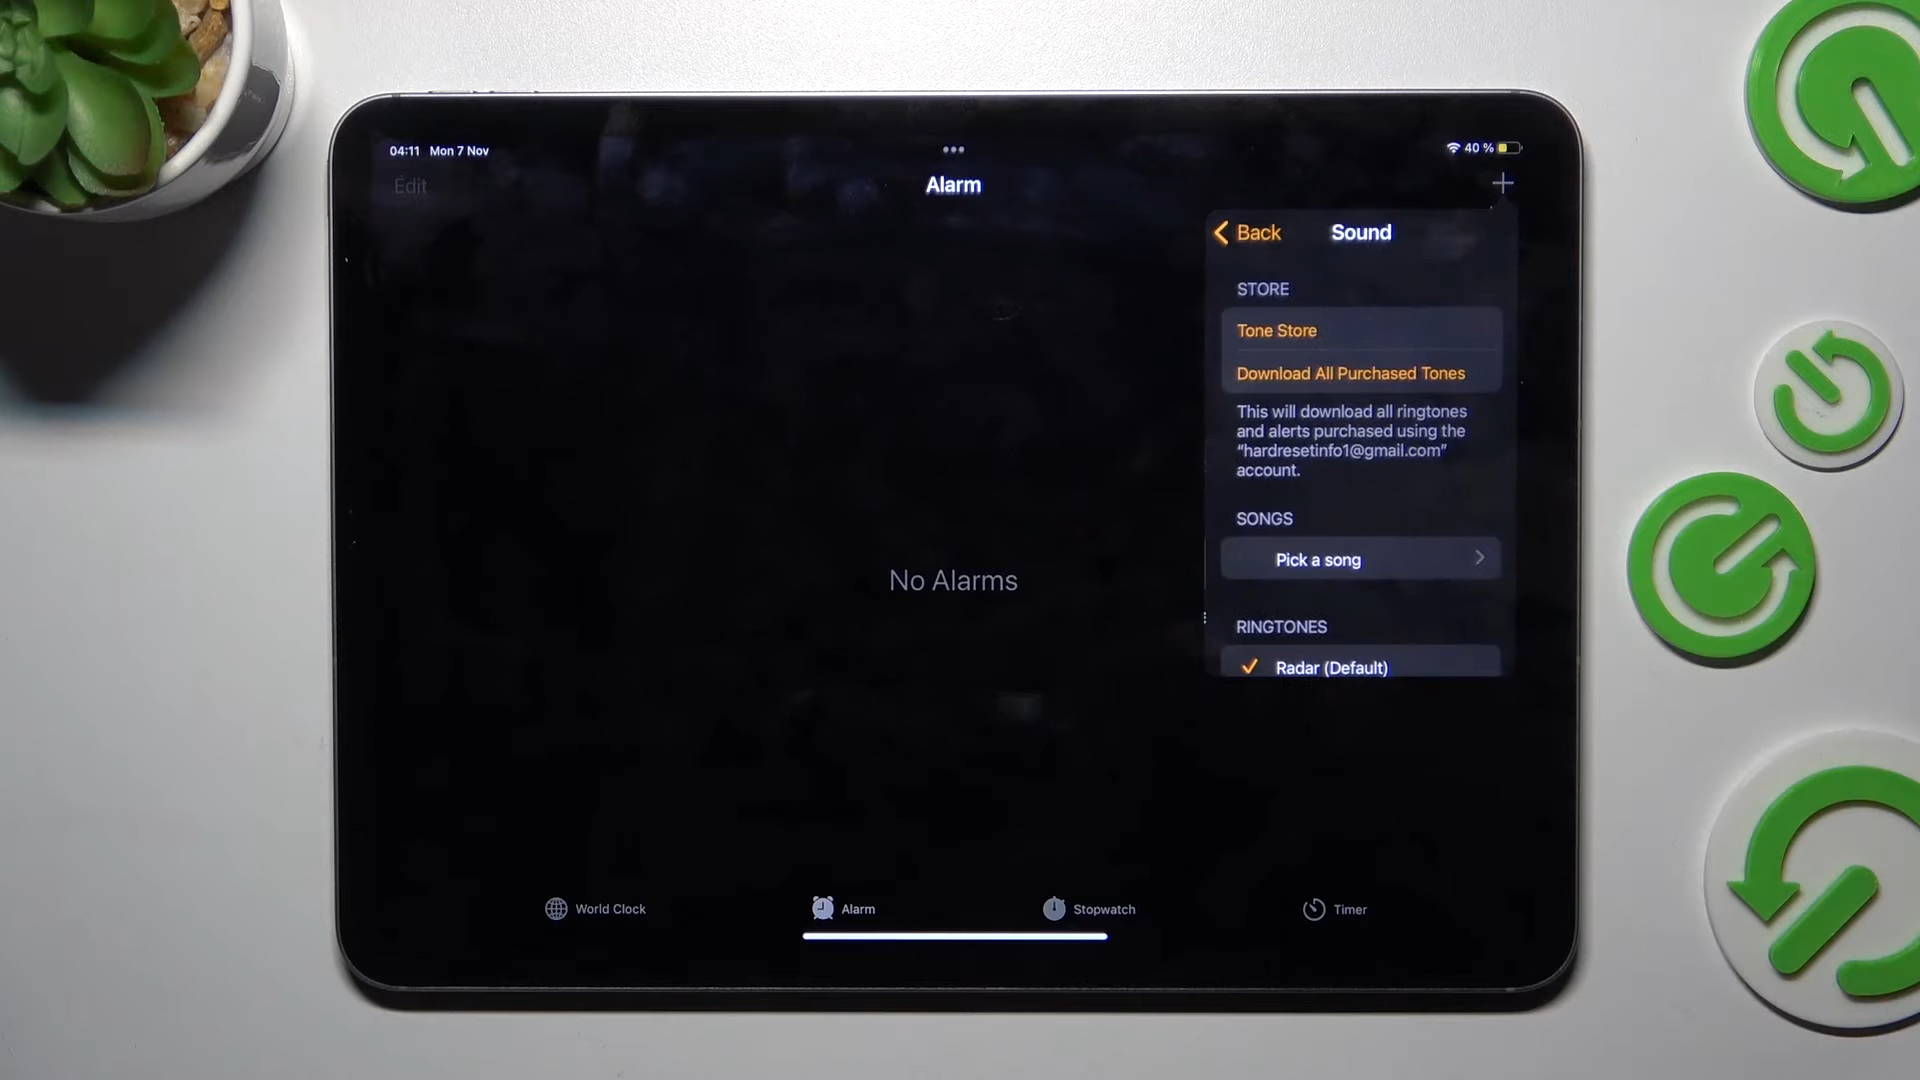 04:11 Mon 7 Nov
40 %
Edit
Alarm
Back
Sound
STORE
Tone Store
Download All Purchased Tones
This will download all ringtones
and alerts purchased using the
“hardresetinfo1@gmail.com”
account.
SONGS
Pick a song
RINGTONES
Radar (Default)
No Alarms
World Clock
Alarm
Stopwatch
Timer